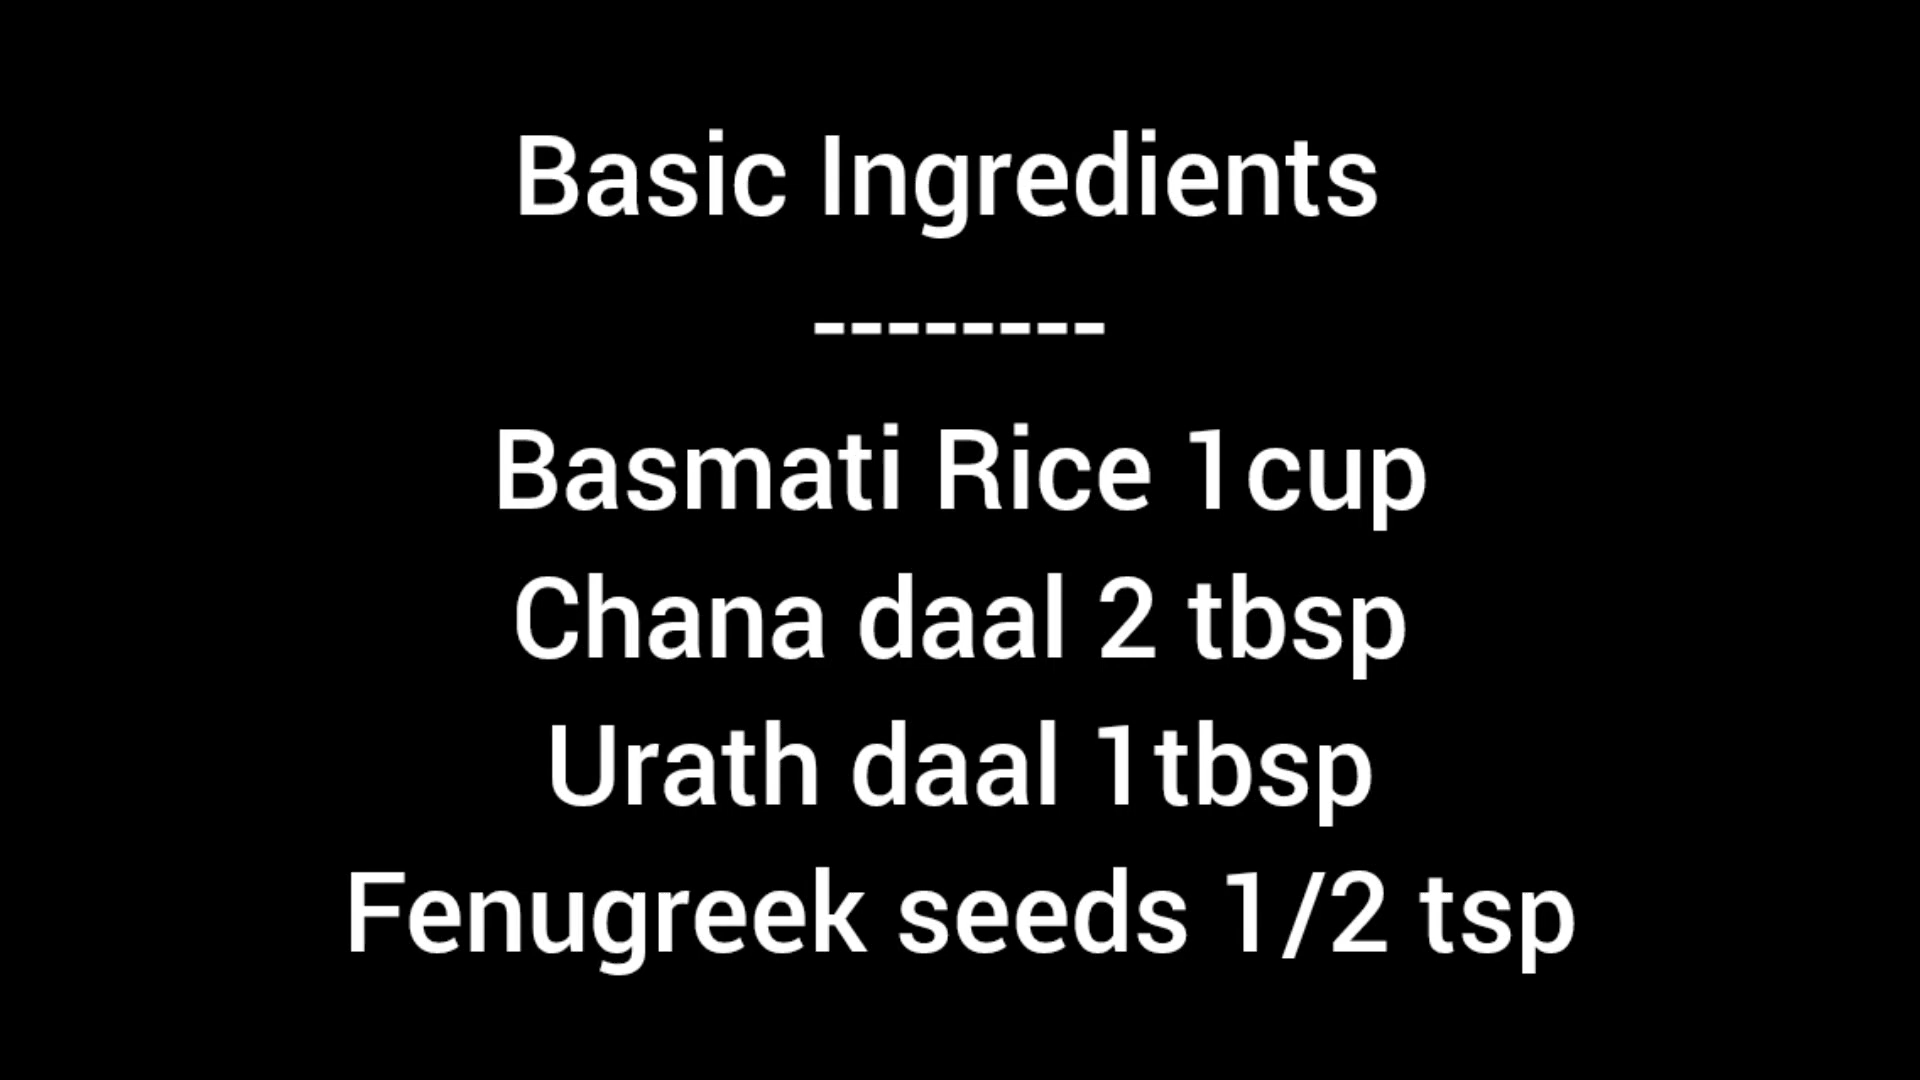 Basic Ingredients
--------
Basmati Rice 1cup
Chana daal 2 tbsp
Urath daal 1tbsp
Fenugreek seeds 1/2 tsp